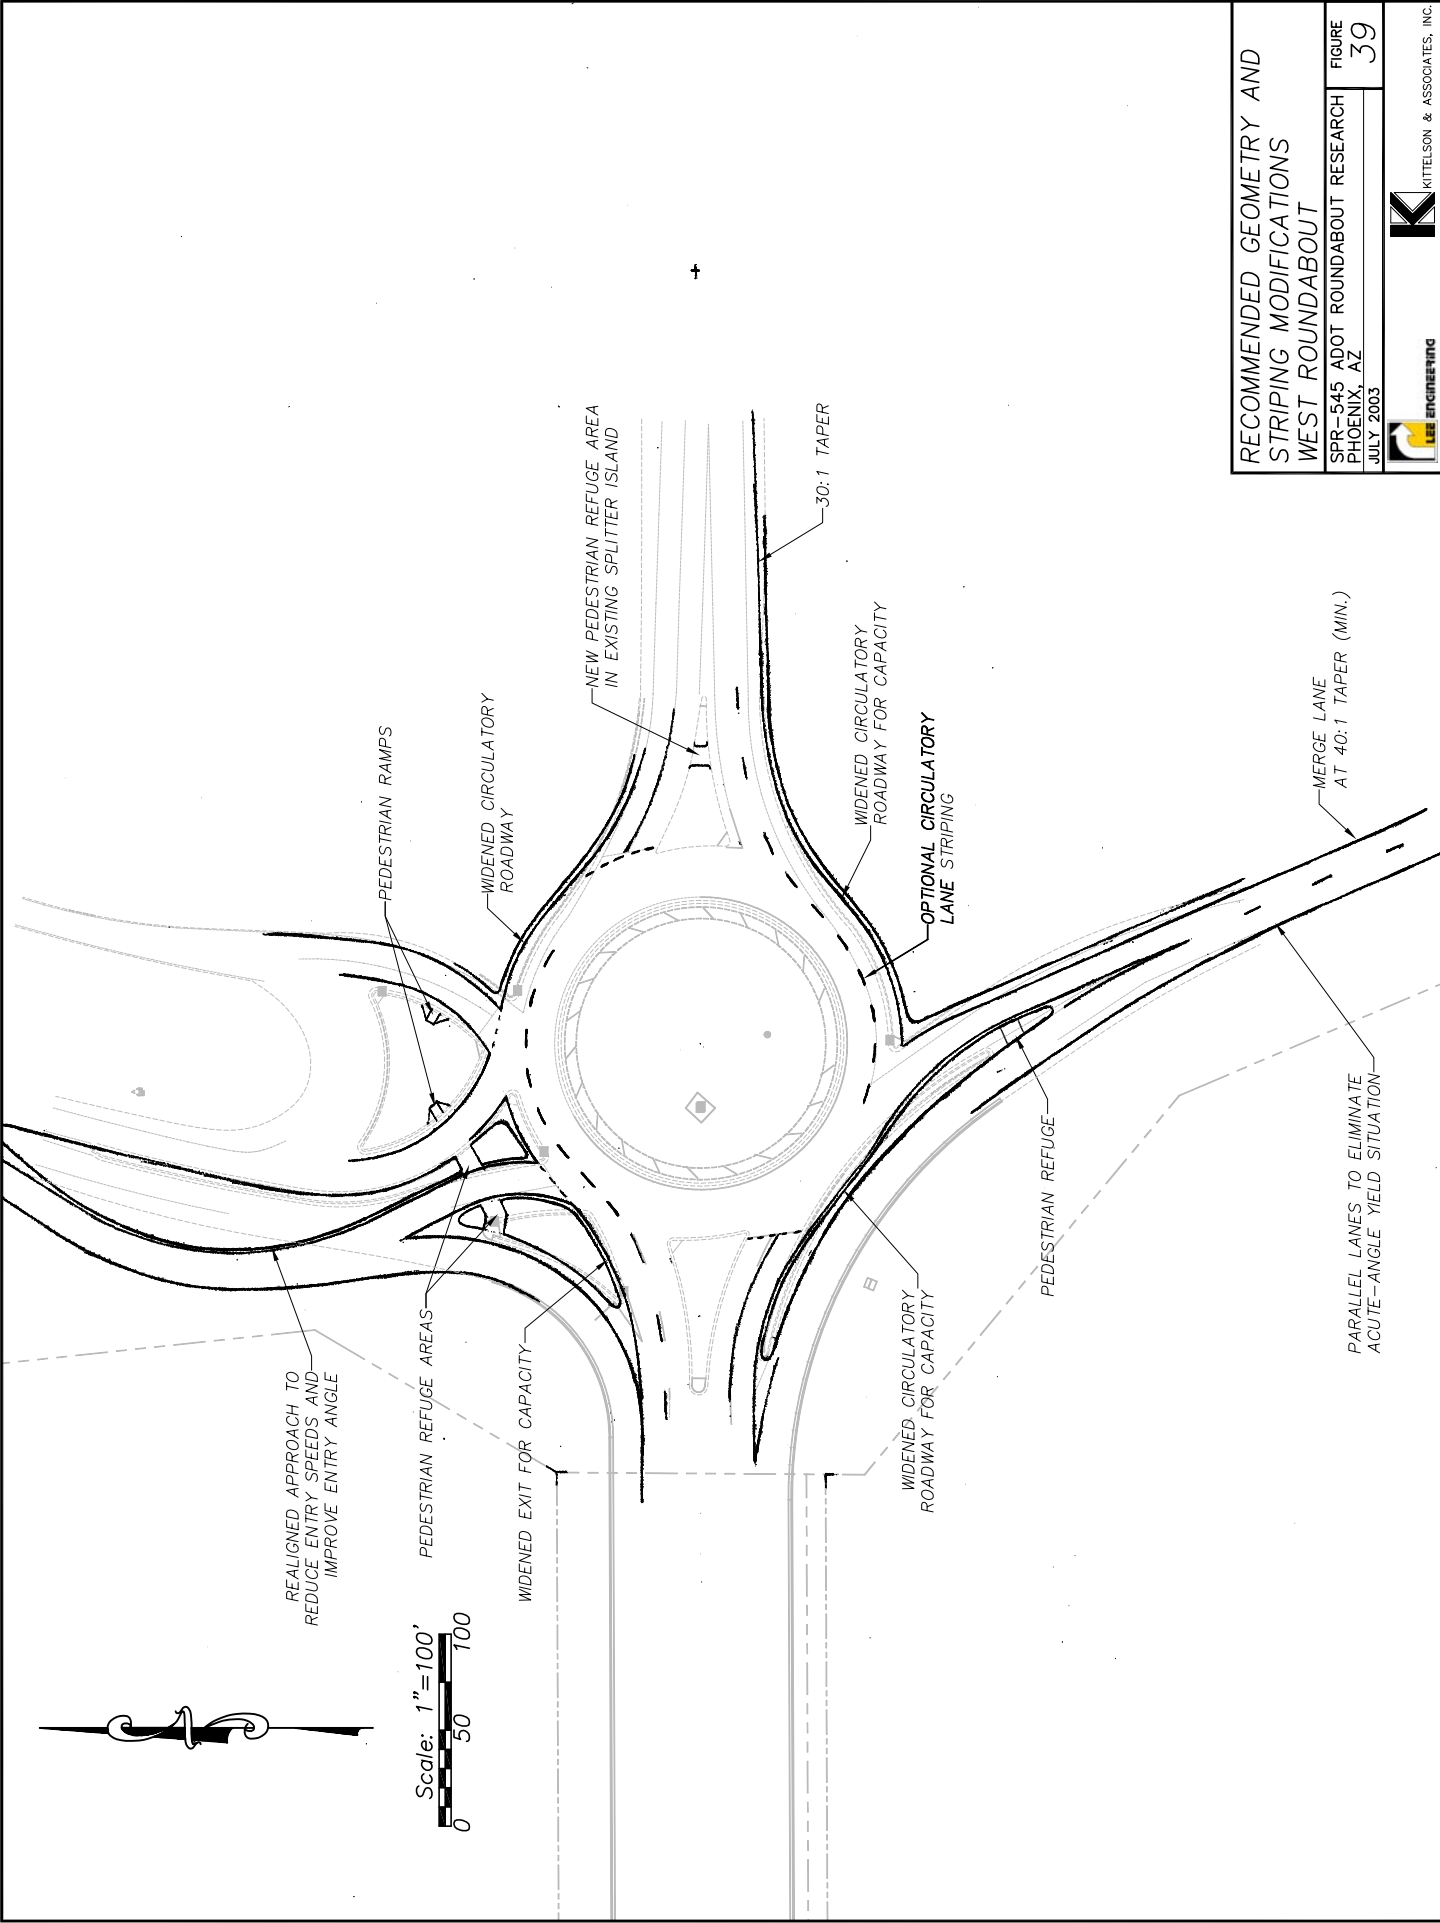 REALIGNED APPROACH TO
REDUCE ENTRY SPEEDS AND
IMPROVE ENTRY ANGLE
PEDESTRIAN RAMPS
PEDESTRIAN REFUGE AREAS
WIDENED CIRCULATORY
ROADWAY
WIDENED EXIT FOR CAPACITY
NEW PEDESTRIAN REFUGE AREA
IN EXISTING SPLITTER ISLAND
Scale: 1"=100'
0
50
100
30:1 TAPER
WIDENED CIRCULATORY
ROADWAY FOR CAPACITY
OPTIONAL CIRCULATORY
LANE STRIPING
WIDENED CIRCULATORY
ROADWAY FOR CAPACITY
PEDESTRIAN REFUGE
MERGE LANE
AT 40:1 TAPER (MIN.)
PARALLEL LANES TO ELIMINATE
ACUTE-ANGLE YIELD SITUATION
RECOMMENDED GEOMETRY AND
STRIPING MODIFICATIONS
WEST ROUNDABOUT
SPR-545 ADOT ROUNDABOUT RESEARCH
PHOENIX, AZ
JULY 2003
FIGURE
39
LEE ENGINEERING
K
KITTELSON & ASSOCIATES, INC.